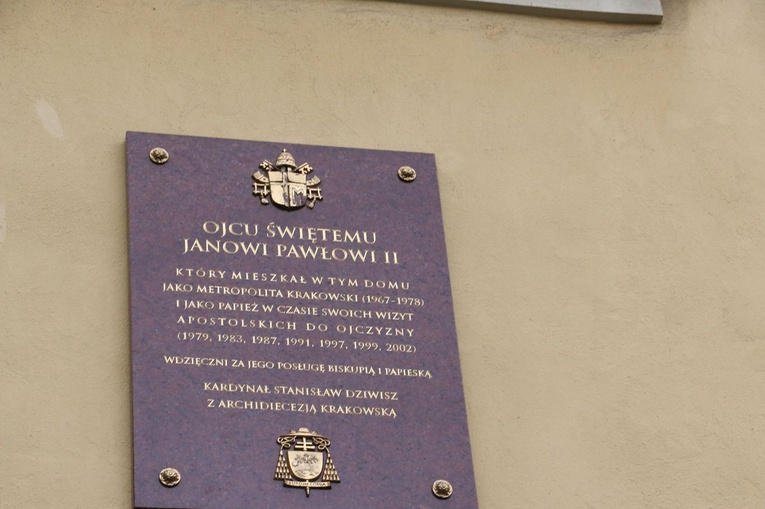 OJCU ŚWIĘTEMU
JANOWI PAWŁOWI II
KTÓRY MIESZKAŁ W TYM DOMU
JAKO METROPOLITA KRAKOWSKI (1967-1978)
I JAKO PAPIEŻ W CZASIE SWOICH WIZYT
APOSTOLSKICH DO OJCZYZNY
(1979, 1983, 1987, 1991, 1997, 1999, 2002)
WDZIĘCZNI ZA JEGO POSŁUGĘ BISKUPIĄ I PAPIESKĄ
KARDYNAŁ STANISŁAW DZIWISZ
Z ARCHIDIECEZJĄ KRAKOWSKĄ